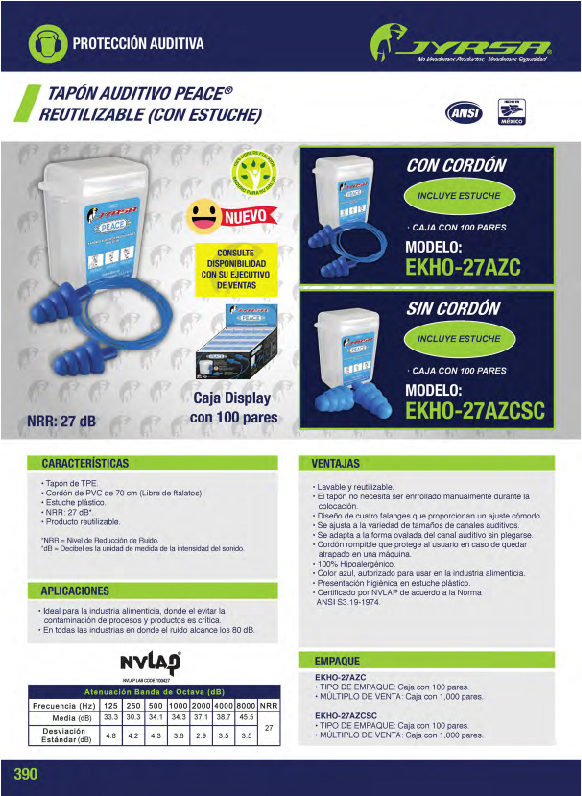 PROTECCIÓN AUDITIVA
JYRSA®
No Vendemos Productos, Vendemos Seguridad
TAPÓN AUDITIVO PEACE®
REUTILIZABLE (CON ESTUCHE)
ANSI
HECHO EN
MÉXICO
JYRSA
PEACE
NUEVO
CONSULTE
DISPONIBILIDAD
CON SU EJECUTIVO
DE VENTAS
JYRSA
PEACE
Caja Display
con 100 pares
NRR: 27 dB
CON CORDÓN
INCLUYE ESTUCHE
· CAJA CON 100 PARES
MODELO:
EKHO-27AZC
SIN CORDÓN
INCLUYE ESTUCHE
· CAJA CON 100 PARES
MODELO:
EKHO-27AZCSC
CARACTERÍSTICAS
• Tapón de TPE.
• Cordón de PVC de 70 cm (Libre de ftalatos)
• Estuche plástico.
• NRR: 27 dB*.
• Producto reutilizable.
*NRR = Nivel de Reducción de Ruido.
*dB = Decibeles la unidad de medida de la intensidad del sonido.
APLICACIONES
• Ideal para la industria alimenticia, donde el evitar la
contaminación de procesos y productos es crítica.
• En todas las industrias en donde el ruido alcance los 80 dB.
VENTAJAS
• Lavable y reutilizable.
• El tapón no necesita ser enrollado manualmente durante la
colocación.
• Diseño de cuatro falanges que proporcionan un ajuste cómodo.
• Se ajusta a la variedad de tamaños de canales auditivos.
• Se adapta a la forma ovalada del canal auditivo sin plegarse.
• Cordón rompible que protege al usuario en caso de quedar
atrapado en una máquina.
• 100% Hipoalergénico.
• Color azul, autorizado para usar en la industria alimenticia.
• Presentación higiénica en estuche plástico.
• Certificado por NVLAP de acuerdo a la Norma
ANSI S3.19-1974.
NVLAP®
NVLAP LAB CODE 100427
Atenuación Banda de Octava (dB)
Frecuencia (Hz) 125 250 500 1000 2000 4000 8000 NRR
Media (dB) 33.3 30.3 34.1 34.3 37.1 38.7 45.5 27
Desviación
Estándar (dB) 4.8 4.2 4.3 3.9 2.9
EMPAQUE
EKHO-27AZC
· TIPO DE EMPAQUE: Caja con 100 pares.
· MÚLTIPLO DE VENTA: Caja con 1,000 pares.
EKHO-27AZCSC
• TIPO DE EMPAQUE: Caja con 100 pares.
· MÚLTIPLO DE VENTA: Caja con 1,000 pares.
390